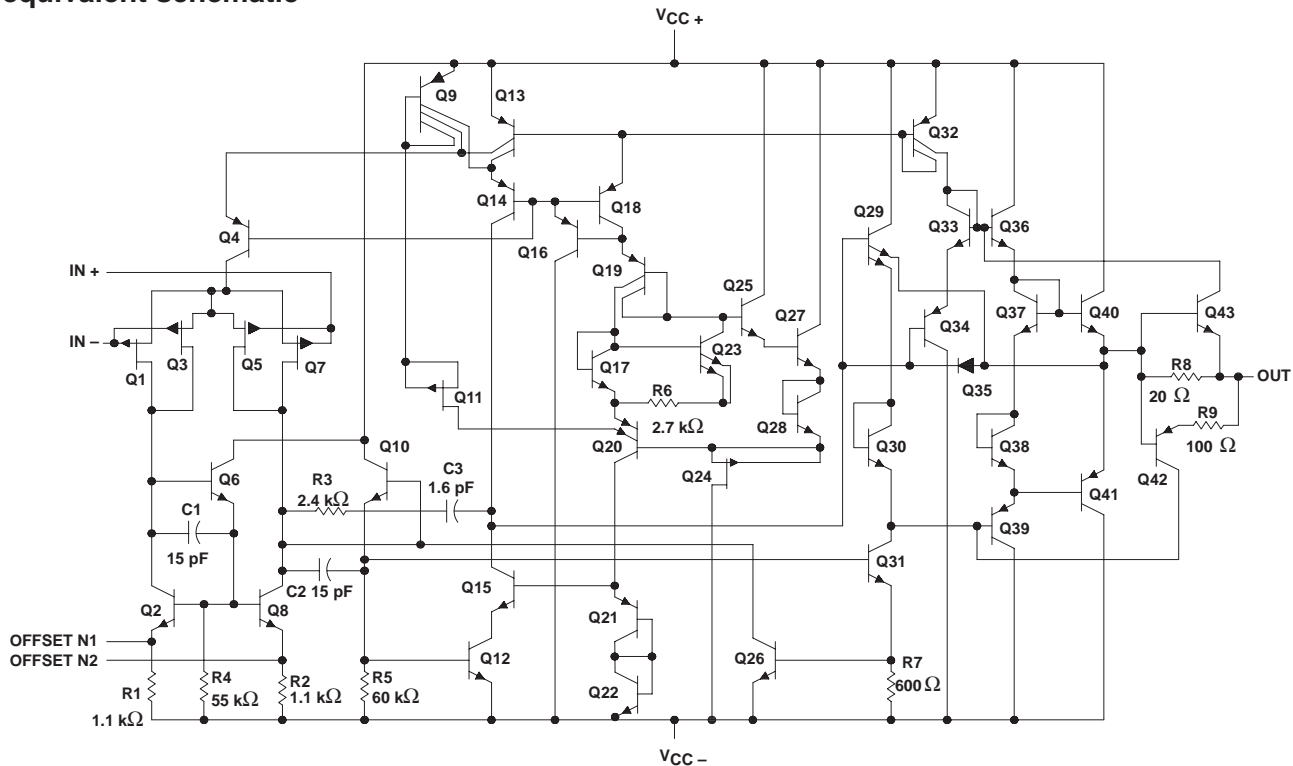 equivalent schematic
VCC +
Q9
Q13
Q32
Q14
Q18
Q29
Q33
Q36
Q4
Q16
IN +
Q19
Q25
Q27
Q34
Q37
Q40
Q43
IN −
Q3
Q5
Q7
Q1
Q17
Q23
R8
OUT
Q11
R6
Q35
20 Ω
R9
2.7 kΩ
Q28
100 Ω
Q10
Q20
Q30
Q38
Q6
C3
Q24
Q42
R3
1.6 pF
Q41
2.4 kΩ
C1
Q39
15 pF
Q31
C2 15 pF
Q15
Q2
Q8
Q21
OFFSET N1
OFFSET N2
Q12
Q26
R7
R4
R2
R5
600 Ω
R1
55 kΩ
1.1 kΩ
60 kΩ
Q22
1.1 kΩ
VCC −